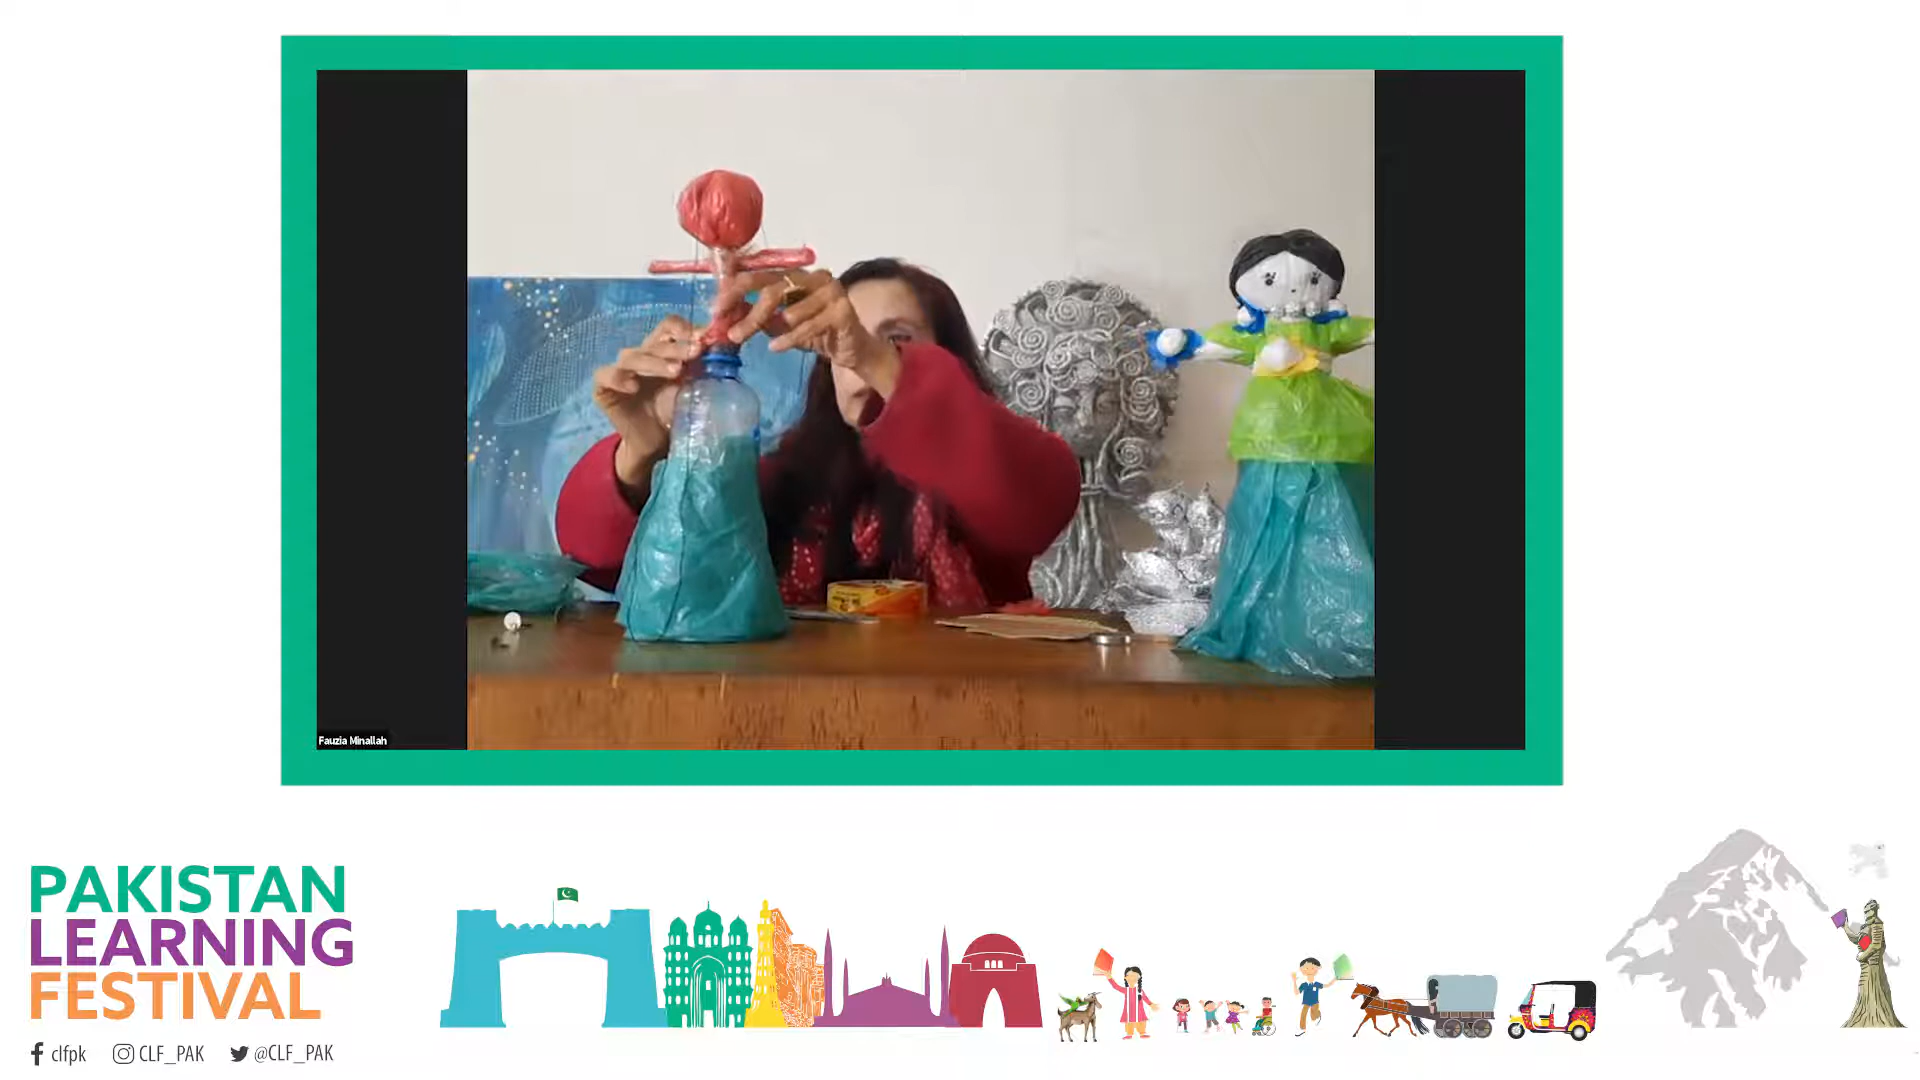 Fauzia Minallah
PAKISTAN
LEARNING
FESTIVAL
clfpk CLF_PAK @CLF_PAK